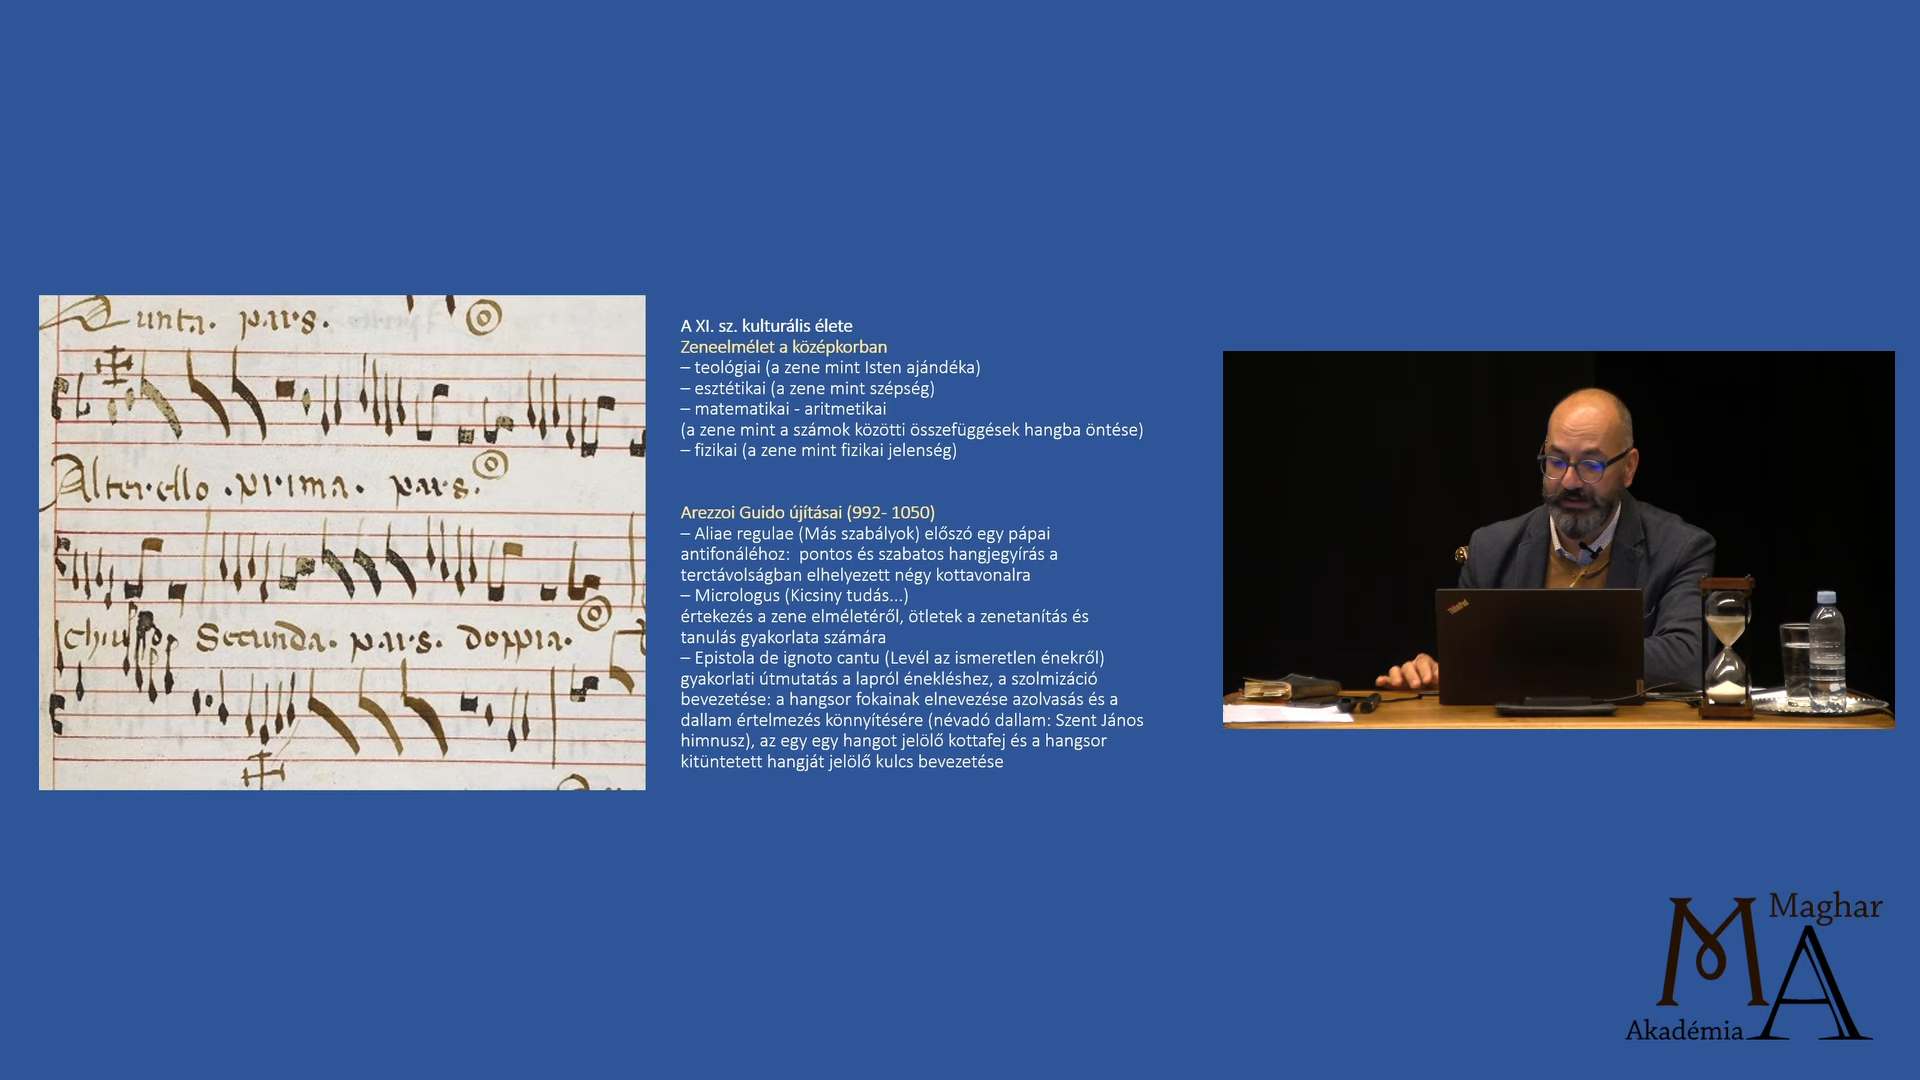 Quinta. pars.
Alterello. prima. pars.
Secunda. pars. doppia.
A XI. sz. kulturális élete
Zeneelmélet a középkorban
– teológiai (a zene mint Isten ajándéka)
– esztétikai (a zene mint szépség)
– matematikai - aritmetikai
(a zene mint a számok közötti összefüggések hangba öntése)
– fizikai (a zene mint fizikai jelenség)
Arezzoi Guido újításai (992- 1050)
– Aliae regulae (Más szabályok) előszó egy pápai
antifonáléhoz:  pontos és szabatos hangjegyírás a
terctávolságban elhelyezett négy kottavonalra
– Micrologus (Kicsiny tudás...)
értekezés a zene elméletéről, ötletek a zenetanítás és
tanulás gyakorlata számára
– Epistola de ignoto cantu (Levél az ismeretlen énekről)
gyakorlati útmutatás a lapról énekléshez, a szolmizáció
bevezetése: a hangsor fokainak elnevezése azolvasás és a
dallam értelmezés könnyítésére (névadó dallam: Szent János
himnusz), az egy egy hangot jelölő kottafej és a hangsor
kitüntetett hangját jelölő kulcs bevezetése
ThinkPad
Maghar
MA
Akadémia